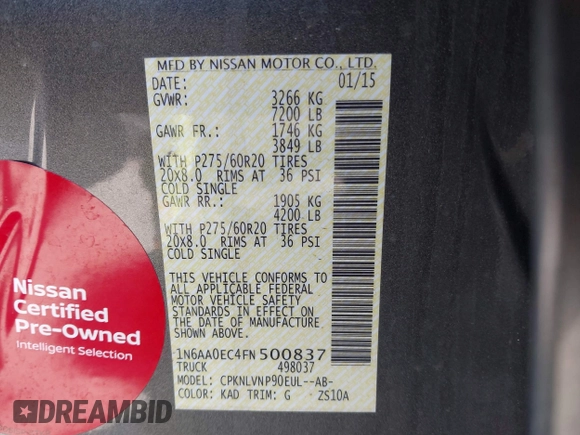 MFD BY NISSAN MOTOR CO., LTD.
DATE: 01/15
GVWR: 3266 KG
7200 LB
GAWR FR.: 1746 KG
3849 LB
WITH P275/60R20 TIRES
20X8.0 RIMS AT 36 PSI
COLD SINGLE
GAWR RR.: 1905 KG
4200 LB
WITH P275/60R20 TIRES
20X8.0 RIMS AT 36 PSI
COLD SINGLE
THIS VEHICLE CONFORMS TO
ALL APPLICABLE FEDERAL
MOTOR VEHICLE SAFETY
STANDARDS IN EFFECT ON
THE DATE OF MANUFACTURE
SHOWN ABOVE.
1N6AA0EC4FN500837
TRUCK 498037
MODEL: CPKNLVNP90EUL--AB-
COLOR: KAD TRIM: G ZS10A
Nissan
Certified
Pre-Owned
Intelligent Selection
DREAMBID